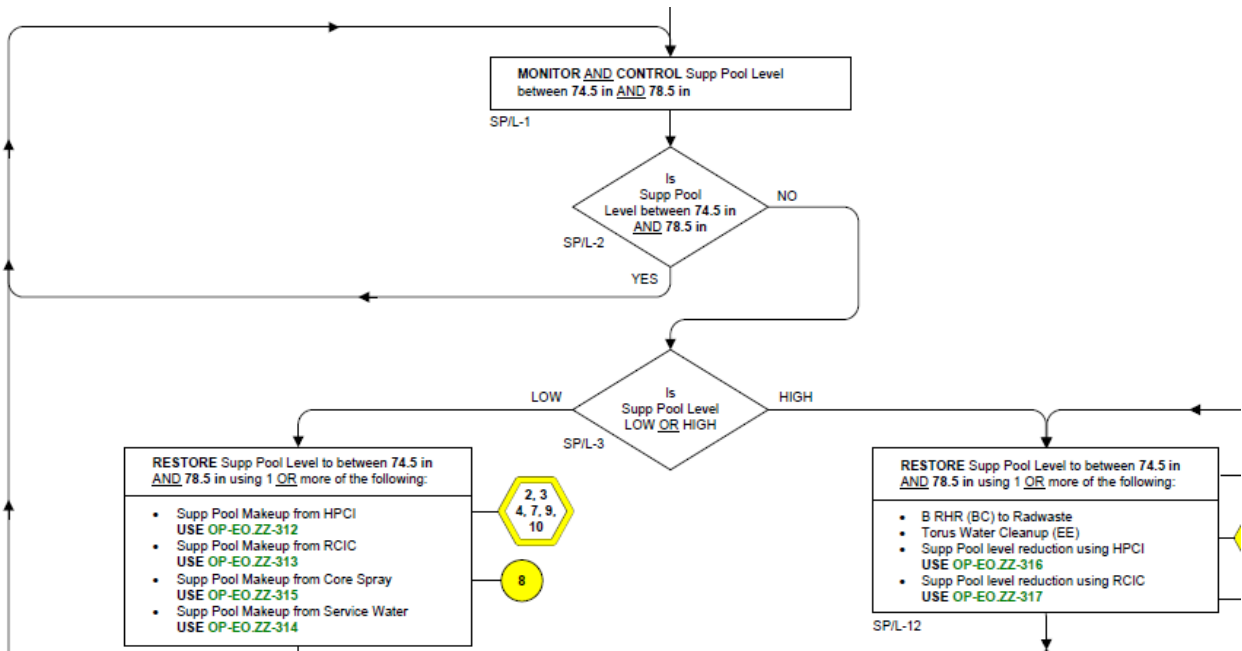 MONITOR AND CONTROL Supp Pool Level
between 74.5 in AND 78.5 in
SP/L-1
Is
Supp Pool
Level between 74.5 in
AND 78.5 in
SP/L-2
NO
YES
Is
Supp Pool Level
LOW OR HIGH
SP/L-3
LOW
HIGH
RESTORE Supp Pool Level to between 74.5 in
AND 78.5 in using 1 OR more of the following:
• Supp Pool Makeup from HPCI
USE OP-EO.ZZ-312
• Supp Pool Makeup from RCIC
USE OP-EO.ZZ-313
• Supp Pool Makeup from Core Spray
USE OP-EO.ZZ-315
• Supp Pool Makeup from Service Water
USE OP-EO.ZZ-314
2, 3
4, 7, 9,
10
8
RESTORE Supp Pool Level to between 74.5 in
AND 78.5 in using 1 OR more of the following:
• B RHR (BC) to Radwaste
• Torus Water Cleanup (EE)
• Supp Pool level reduction using HPCI
USE OP-EO.ZZ-316
• Supp Pool level reduction using RCIC
USE OP-EO.ZZ-317
SP/L-12